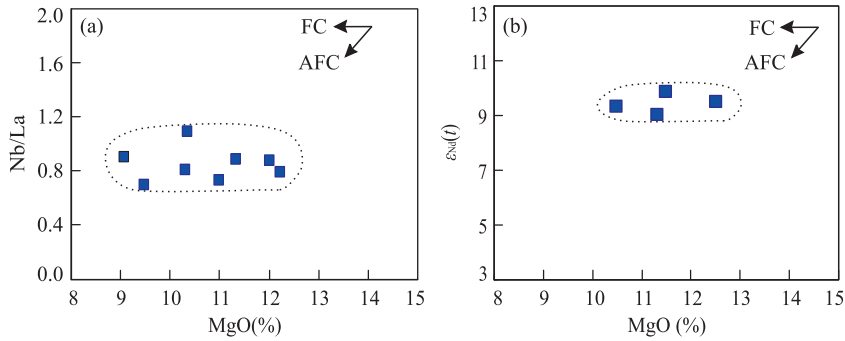 (a)
FC
AFC
2.0
1.6
1.2
0.8
0.4
0.0
Nb/La
8 9 10 11 12 13 14 15
MgO(%)
(b)
FC
AFC
13
11
9
7
5
3
εNd(t)
8 9 10 11 12 13 14 15
MgO (%)